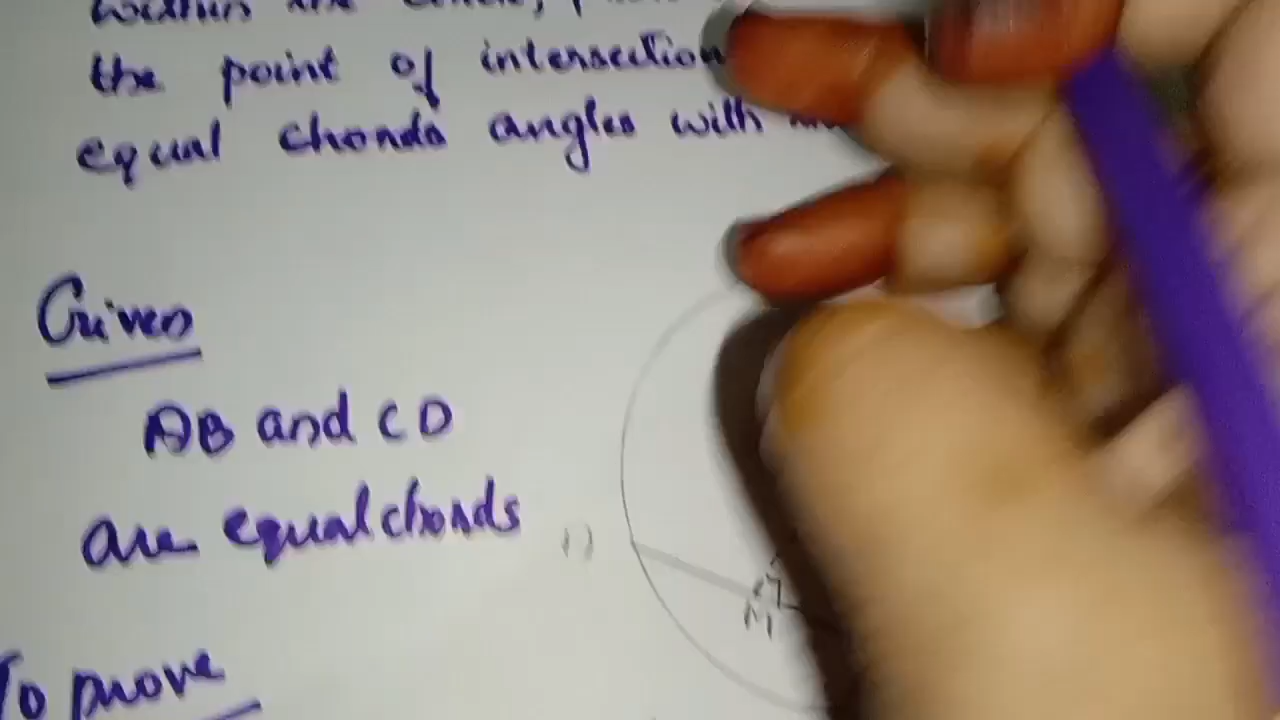 the point of intersection
equal chords angles with
Given
AB and CD
are equal chords
D
M
To prove